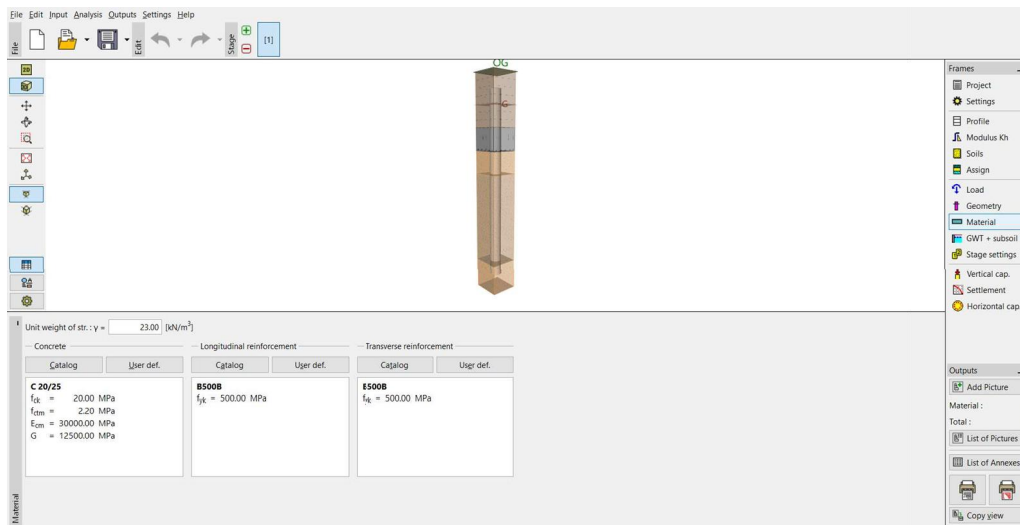 File Edit Input Analysis Outputs Settings Help
File
Edit
Stage
[1]
2D
OG
G
Frames
Project
Settings
Profile
Modulus Kh
Soils
Assign
Load
Geometry
Material
GWT + subsoil
Stage settings
Vertical cap.
Settlement
Horizontal cap.
Unit weight of str. : γ = 23.00 [kN/m³]
Concrete
Catalog User def.
C 20/25
fck = 20.00 MPa
fctm = 2.20 MPa
Ecm = 30000.00 MPa
G = 12500.00 MPa
Longitudinal reinforcement
Catalog User def.
B500B
fyk = 500.00 MPa
Transverse reinforcement
Catalog User def.
500B
= 500.00 MPa
Material
Outputs
Add Picture
Material :
Total :
List of Pictures
List of Annexes
Copy view